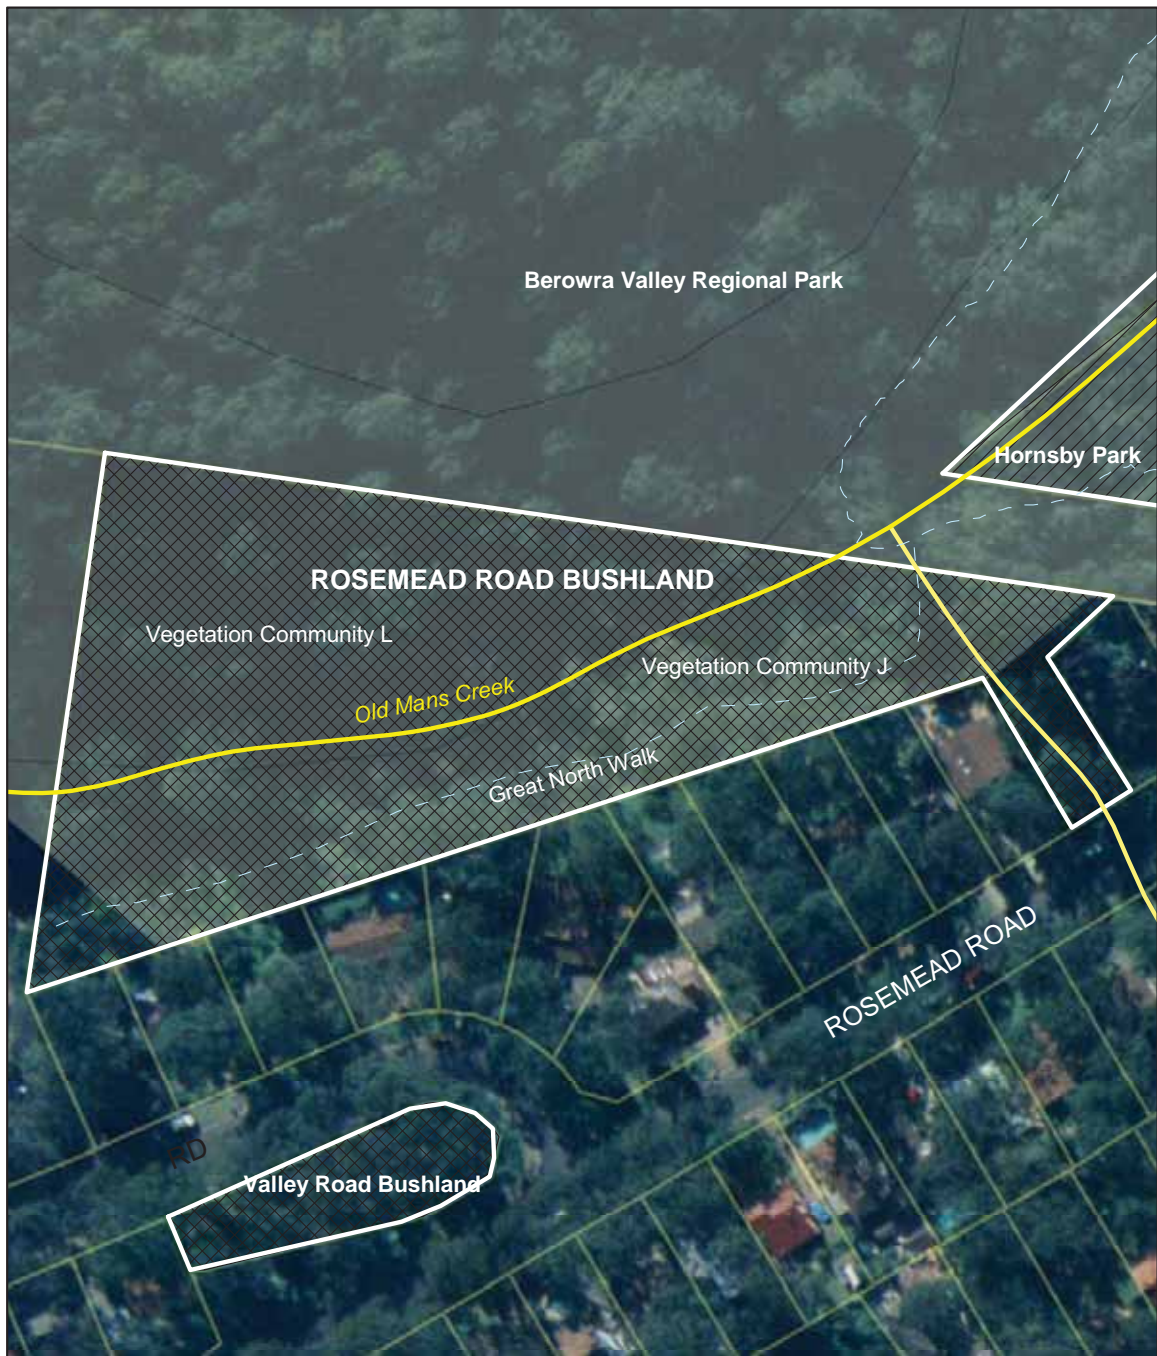 Berowra Valley Regional Park
Hornsby Park
ROSEMEAD ROAD BUSHLAND
Vegetation Community L
Vegetation Community J
Old Mans Creek
Great North Walk
ROSEMEAD ROAD
RD
Valley Road Bushland